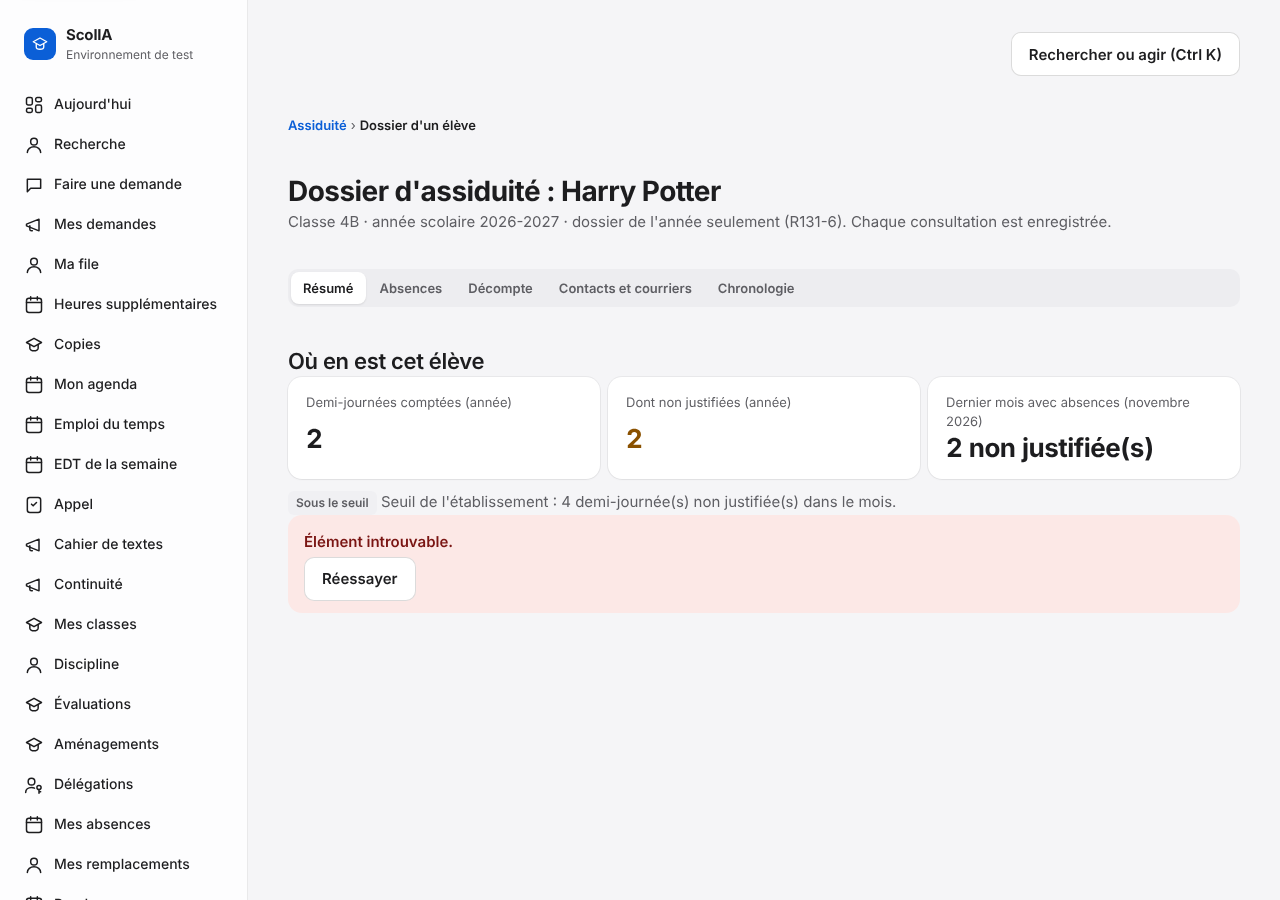 ScolIA
Environnement de test
Aujourd'hui
Recherche
Faire une demande
Mes demandes
Ma file
Heures supplémentaires
Copies
Mon agenda
Emploi du temps
EDT de la semaine
Appel
Cahier de textes
Continuité
Mes classes
Discipline
Évaluations
Aménagements
Délégations
Mes absences
Mes remplacements
Rechercher ou agir (Ctrl K)
Assiduité › Dossier d'un élève
Dossier d'assiduité : Harry Potter
Classe 4B · année scolaire 2026-2027 · dossier de l'année seulement (R131-6). Chaque consultation est enregistrée.
Résumé Absences Décompte Contacts et courriers Chronologie
Où en est cet élève
Demi-journées comptées (année)
2
Dont non justifiées (année)
2
Dernier mois avec absences (novembre
2026)
2 non justifiée(s)
Sous le seuil Seuil de l'établissement : 4 demi-journée(s) non justifiée(s) dans le mois.
Élément introuvable.
Réessayer